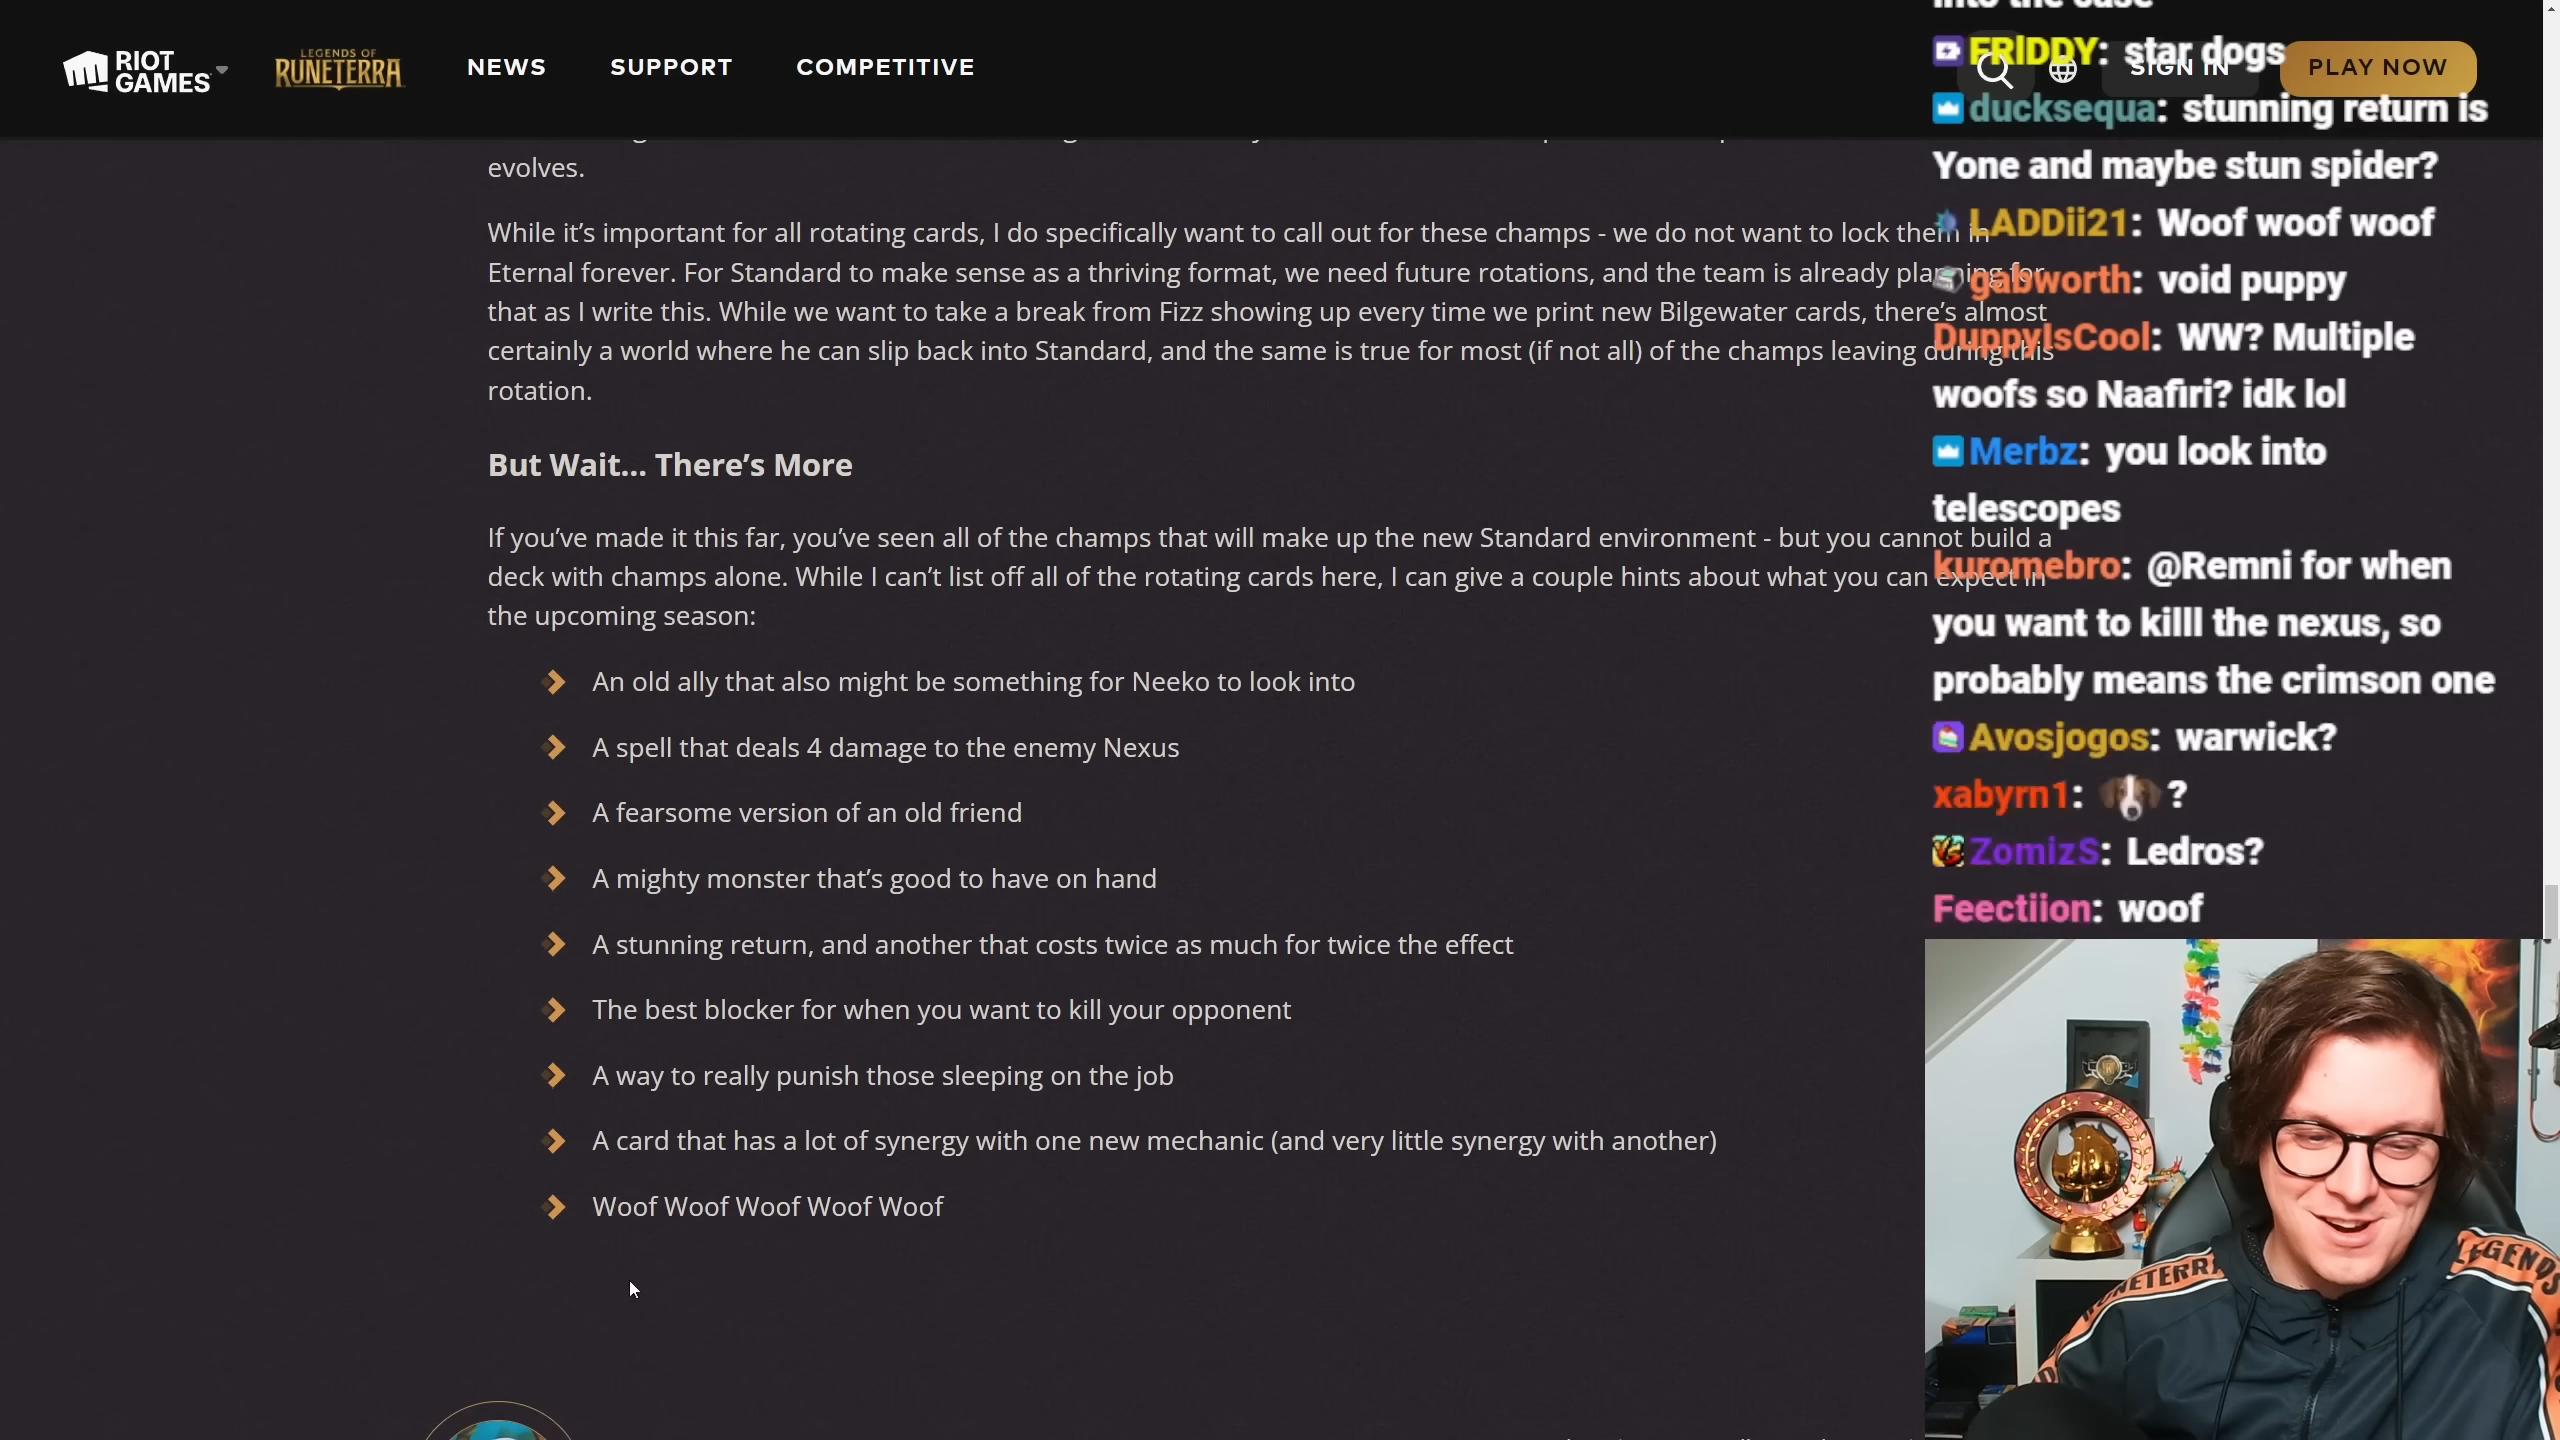 RIOT GAMES
LEGENDS OF RUNETERRA
NEWS
SUPPORT
COMPETITIVE
SIGN IN
PLAY NOW
evolves.
While it’s important for all rotating cards, I do specifically want to call out for these champs - we do not want to lock them in
Eternal forever. For Standard to make sense as a thriving format, we need future rotations, and the team is already planning for
that as I write this. While we want to take a break from Fizz showing up every time we print new Bilgewater cards, there’s almost
certainly a world where he can slip back into Standard, and the same is true for most (if not all) of the champs leaving during this
rotation.
But Wait... There’s More
If you’ve made it this far, you’ve seen all of the champs that will make up the new Standard environment - but you cannot build a
deck with champs alone. While I can’t list off all of the rotating cards here, I can give a couple hints about what you can expect in
the upcoming season:
An old ally that also might be something for Neeko to look into
A spell that deals 4 damage to the enemy Nexus
A fearsome version of an old friend
A mighty monster that’s good to have on hand
A stunning return, and another that costs twice as much for twice the effect
The best blocker for when you want to kill your opponent
A way to really punish those sleeping on the job
A card that has a lot of synergy with one new mechanic (and very little synergy with another)
Woof Woof Woof Woof Woof
into the case
FRIDDY: star dogs
ducksequa: stunning return is
Yone and maybe stun spider?
LADDii21: Woof woof woof
gabworth: void puppy
DuppyIsCool: WW? Multiple
woofs so Naafiri? idk lol
Merbz: you look into
telescopes
kuromebro: @Remni for when
you want to killl the nexus, so
probably means the crimson one
Avosjogos: warwick?
xabyrn1: ?
ZomizS: Ledros?
Feectiion: woof
NETERRA
LEGENDS